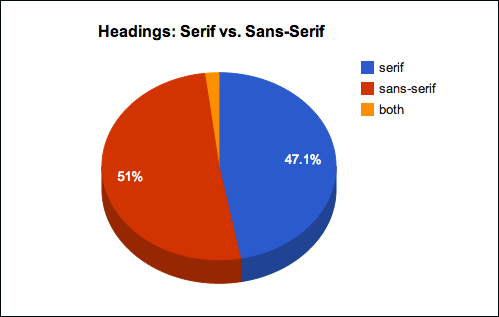 Headings: Serif vs. Sans-Serif
serif
sans-serif
both
47.1%
51%